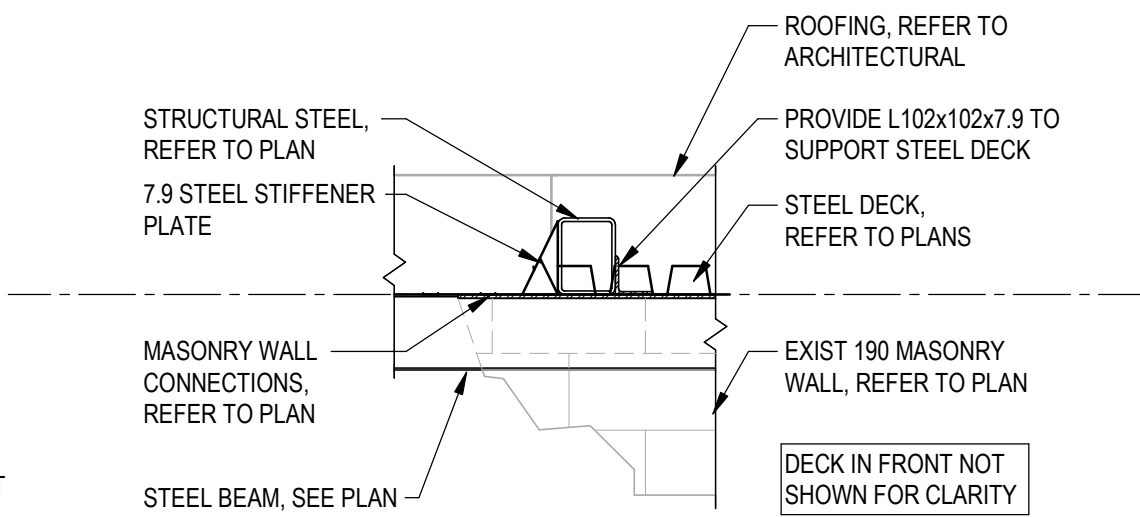 ROOFING, REFER TO
ARCHITECTURAL
STRUCTURAL STEEL,
REFER TO PLAN
PROVIDE L102x102x7.9 TO
SUPPORT STEEL DECK
7.9 STEEL STIFFENER
PLATE
STEEL DECK,
REFER TO PLANS
MASONRY WALL
CONNECTIONS,
REFER TO PLAN
EXIST 190 MASONRY
WALL, REFER TO PLAN
STEEL BEAM, SEE PLAN
DECK IN FRONT NOT
SHOWN FOR CLARITY